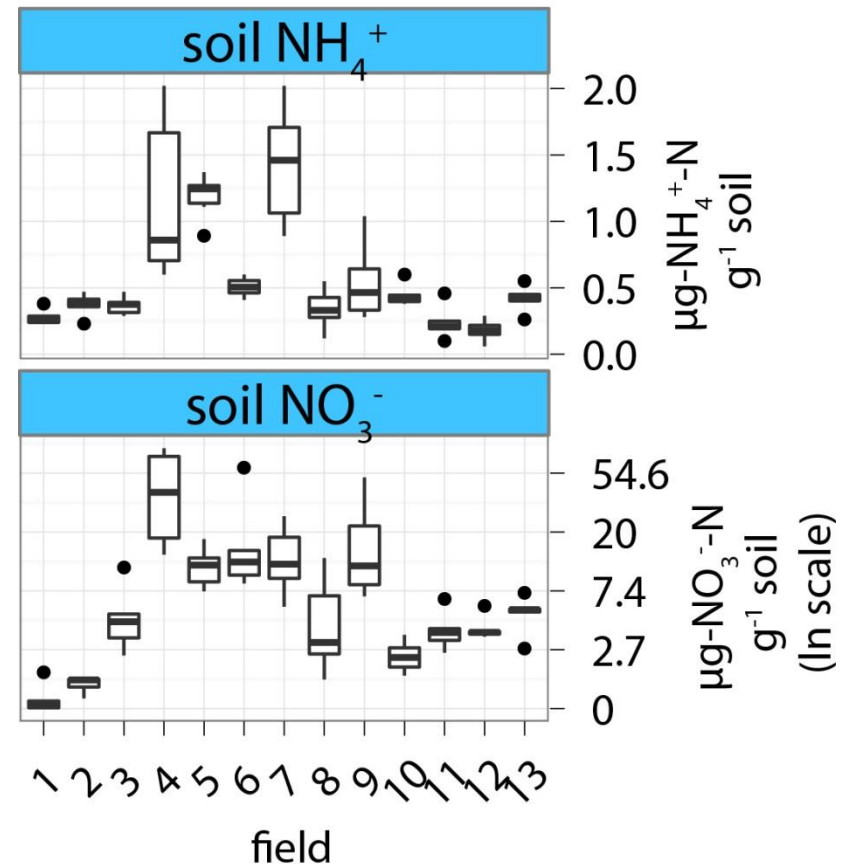 soil NH₄⁺
2.0
1.5
1.0
0.5
0.0
µg-NH₄⁺-N
g⁻¹ soil
soil NO₃⁻
54.6
20
7.4
2.7
0
µg-NO₃⁻-N
g⁻¹ soil
(ln scale)
1 2 3 4 5 6 7 8 9 10 11 12 13
field